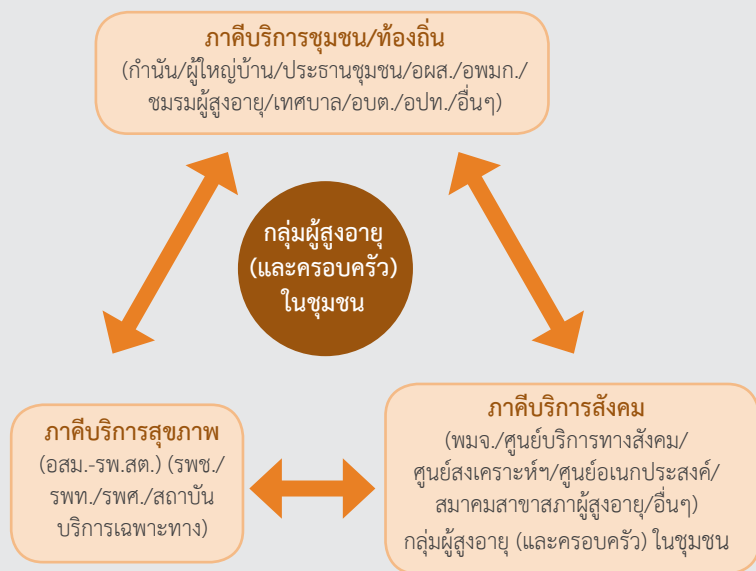 ภาคีบริการชุมชน/ท้องถิ่น
(กำนัน/ผู้ใหญ่บ้าน/ประธานชุมชน/อผส./อพมก./
ชมรมผู้สูงอายุ/เทศบาล/อบต./อปท./อื่นๆ)
กลุ่มผู้สูงอายุ
(และครอบครัว)
ในชุมชน
ภาคีบริการสุขภาพ
(อสม.-รพ.สต.) (รพช./
รพท./รพศ./สถาบัน
บริการเฉพาะทาง)
ภาคีบริการสังคม
(พมจ./ศูนย์บริการทางสังคม/
ศูนย์สงเคราะห์ฯ/ศูนย์อเนกประสงค์/
สมาคมสาขาสภาผู้สูงอายุ/อื่นๆ)
กลุ่มผู้สูงอายุ (และครอบครัว) ในชุมชน